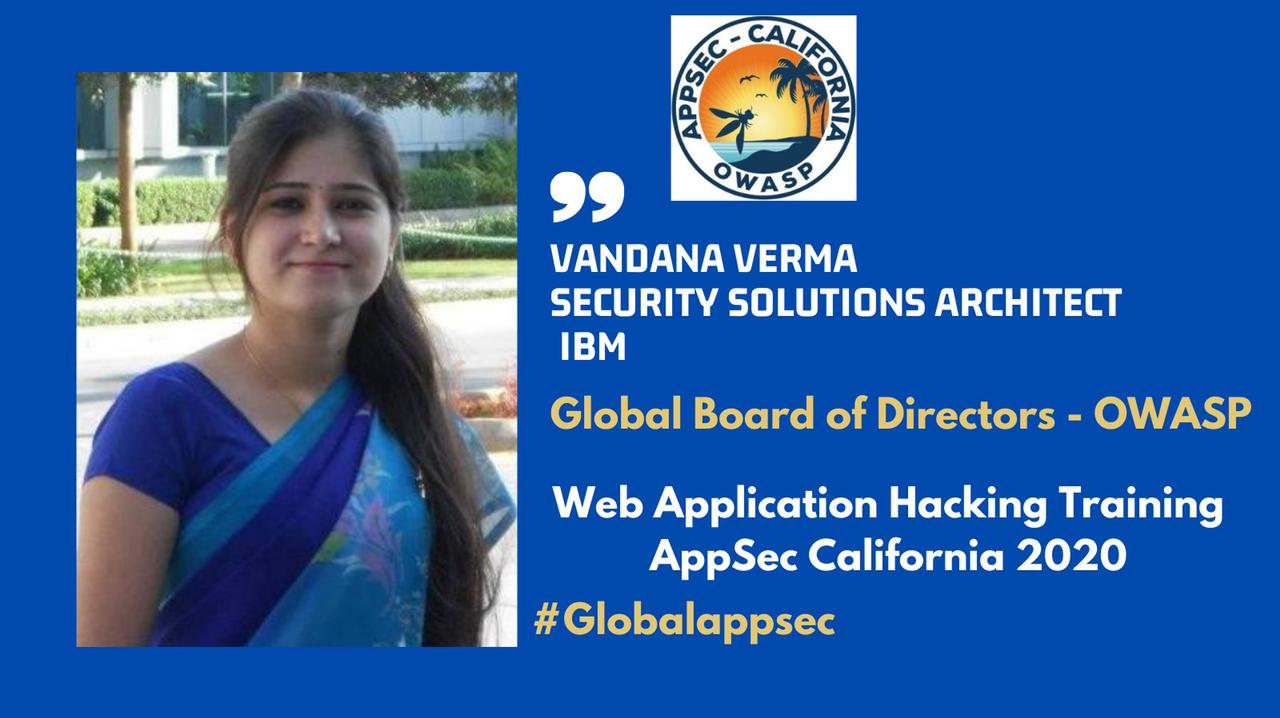 APPSEC - CALIFORNIA
OWASP
”
VANDANA VERMA
SECURITY SOLUTIONS ARCHITECT
IBM
Global Board of Directors - OWASP
Web Application Hacking Training
AppSec California 2020
#Globalappsec